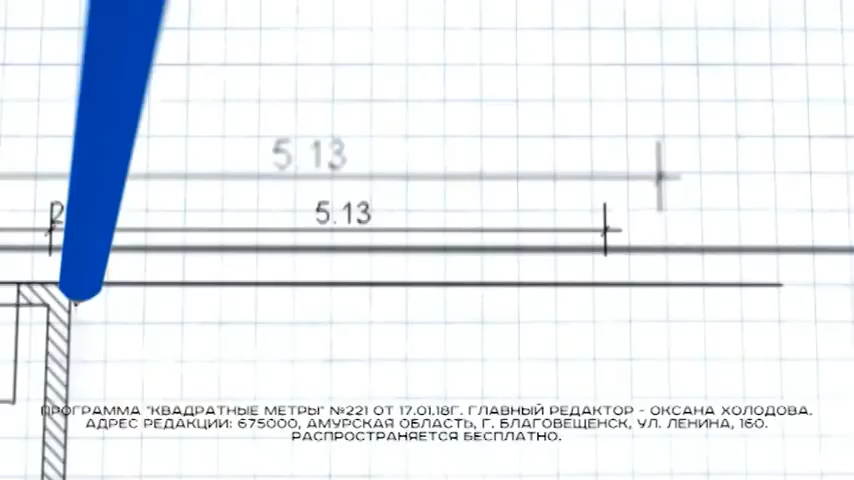 5.13
5.13
ПРОГРАММА "КВАДРАТНЫЕ МЕТРЫ" №221 ОТ 17.01.18Г. ГЛАВНЫЙ РЕДАКТОР - ОКСАНА ХОЛОДОВА.
АДРЕС РЕДАКЦИИ: 675000, АМУРСКАЯ ОБЛАСТЬ, Г. БЛАГОВЕЩЕНСК, УЛ. ЛЕНИНА, 160.
РАСПРОСТРАНЯЕТСЯ БЕСПЛАТНО.